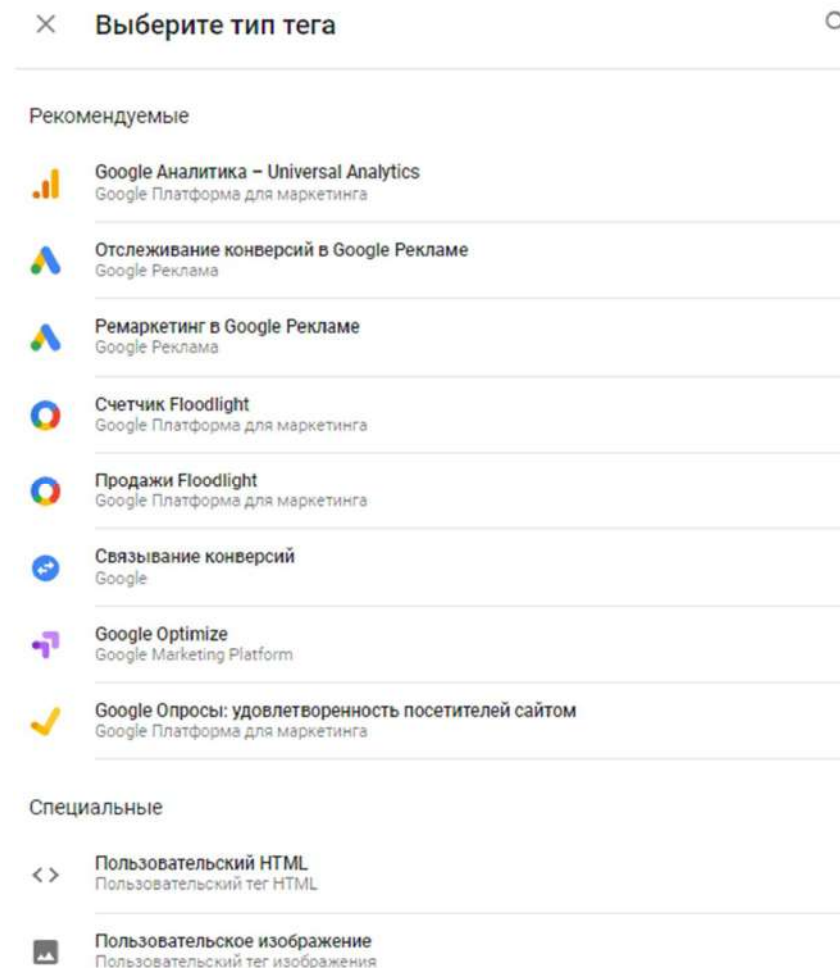 Выберите тип тега
Рекомендуемые
Google Аналитика – Universal Analytics
Google Платформа для маркетинга
Отслеживание конверсий в Google Рекламе
Google Реклама
Ремаркетинг в Google Рекламе
Google Реклама
Счетчик Floodlight
Google Платформа для маркетинга
Продажи Floodlight
Google Платформа для маркетинга
Связывание конверсий
Google
Google Optimize
Google Marketing Platform
Google Опросы: удовлетворенность посетителей сайтом
Google Платформа для маркетинга
Специальные
Пользовательский HTML
Пользовательский тег HTML
Пользовательское изображение
Пользовательский тег изображения